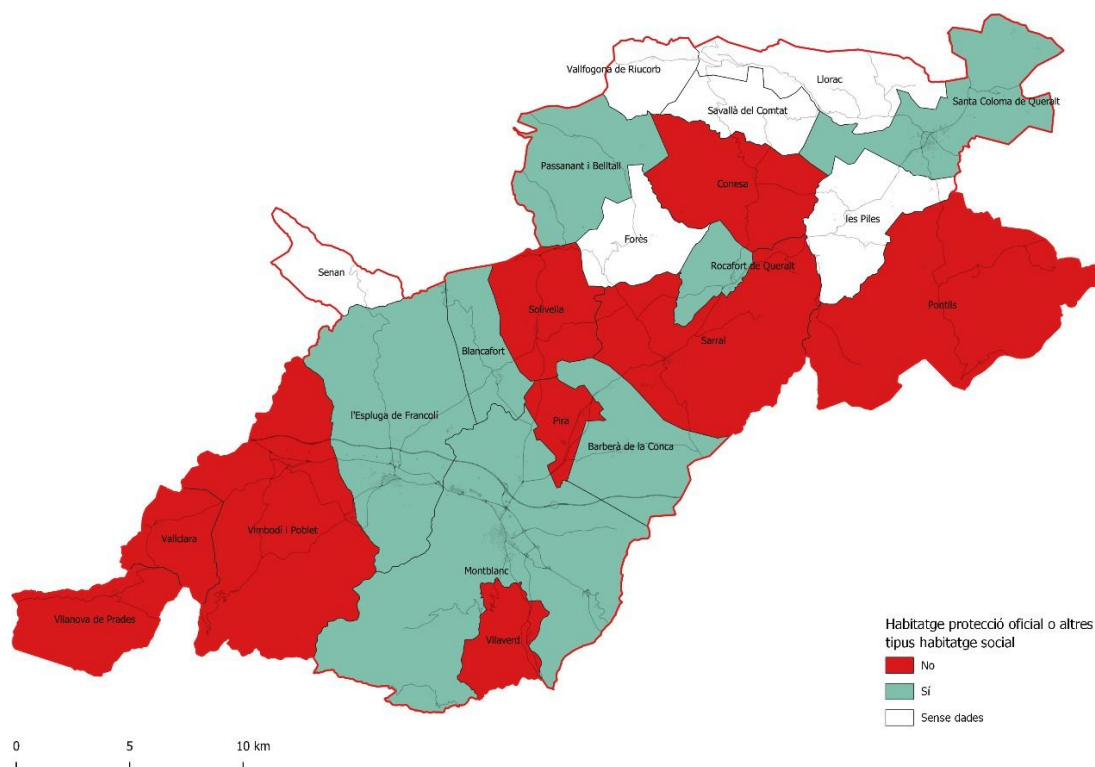 Vallfogona de Riucorb
Llorac
Savallà del Comtat
Santa Coloma de Queralt
Passanant i Belltall
Conesa
les Piles
Forès
Rocafort de Queralt
Senan
Solivella
Pontils
Sarral
Blancafort
l'Espluga de Francolí
Pira
Barberà de la Conca
Vimbodí i Poblet
Vallclara
Montblanc
Vilanova de Prades
Vilaverd
Habitatge protecció oficial o altres
tipus habitatge social
No
Sí
Sense dades
0 5 10 km